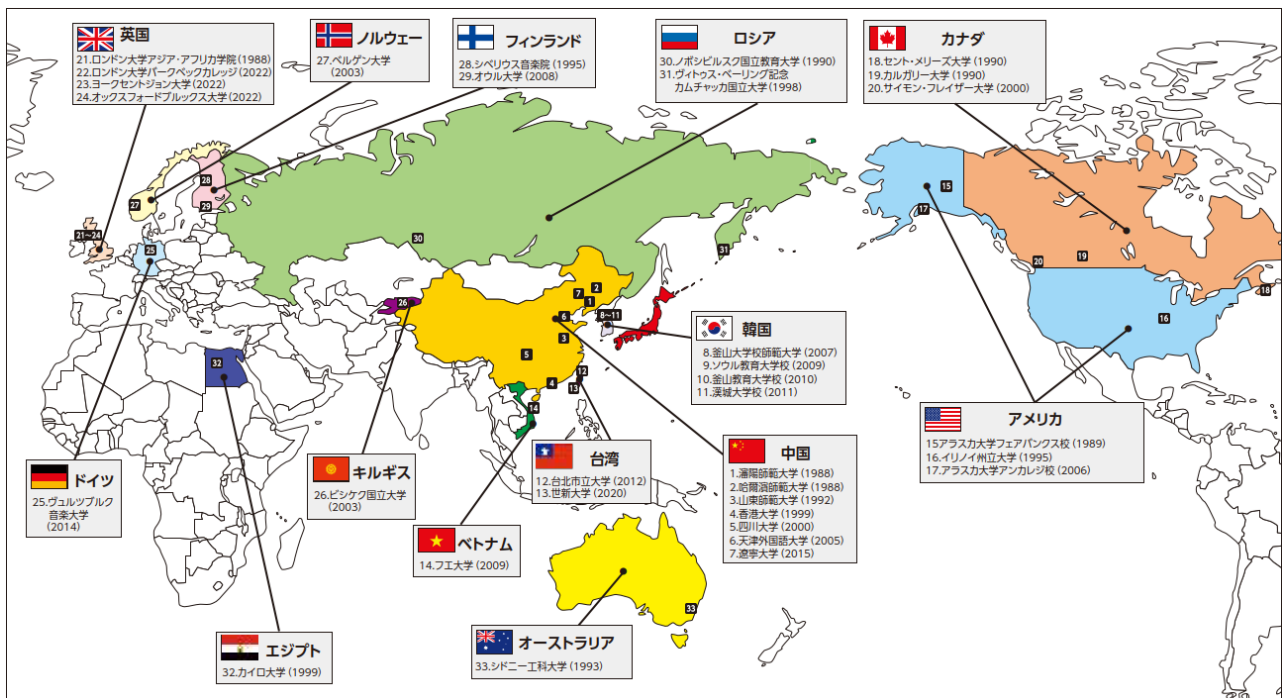 英国
21.ロンドン大学アジア・アフリカ学院(1988)
22.ロンドン大学バークベックカレッジ(2022)
23.ヨークセントジョン大学(2022)
24.オックスフォードブルックス大学(2022)
ノルウェー
27.ベルゲン大学
(2003)
フィンランド
28.シベリウス音楽院(1995)
29.オウル大学(2008)
ロシア
30.ノボシビルスク国立教育大学(1990)
31.ヴィトゥス・ベーリング記念
カムチャッカ国立大学(1998)
カナダ
18.セント・メリーズ大学(1990)
19.カルガリー大学(1990)
20.サイモン・フレイザー大学(2000)
28
27
29
21~24
25
30
31
15
17
20
19
18
16
26
7
2
1
6
8~11
3
5
4
12
13
14
32
33
韓国
8.釜山大学校師範大学(2007)
9.ソウル教育大学校(2009)
10.釜山教育大学校(2010)
11.漢城大学校(2011)
アメリカ
15アラスカ大学フェアバンクス校(1989)
16.イリノイ州立大学(1995)
17.アラスカ大学アンカレジ校(2006)
ドイツ
25.ヴュルツブルク
音楽大学
(2014)
キルギス
26.ビシケク国立大学
(2003)
台湾
12.台北市立大学(2012)
13.世新大学(2020)
中国
1.瀋陽師範大学(1988)
2.哈爾濱師範大学(1988)
3.山東師範大学(1992)
4.香港大学(1999)
5.四川大学(2000)
6.天津外国語大学(2005)
7.遼寧大学(2015)
ベトナム
14.フエ大学(2009)
エジプト
32.カイロ大学(1999)
オーストラリア
33.シドニー工科大学(1993)